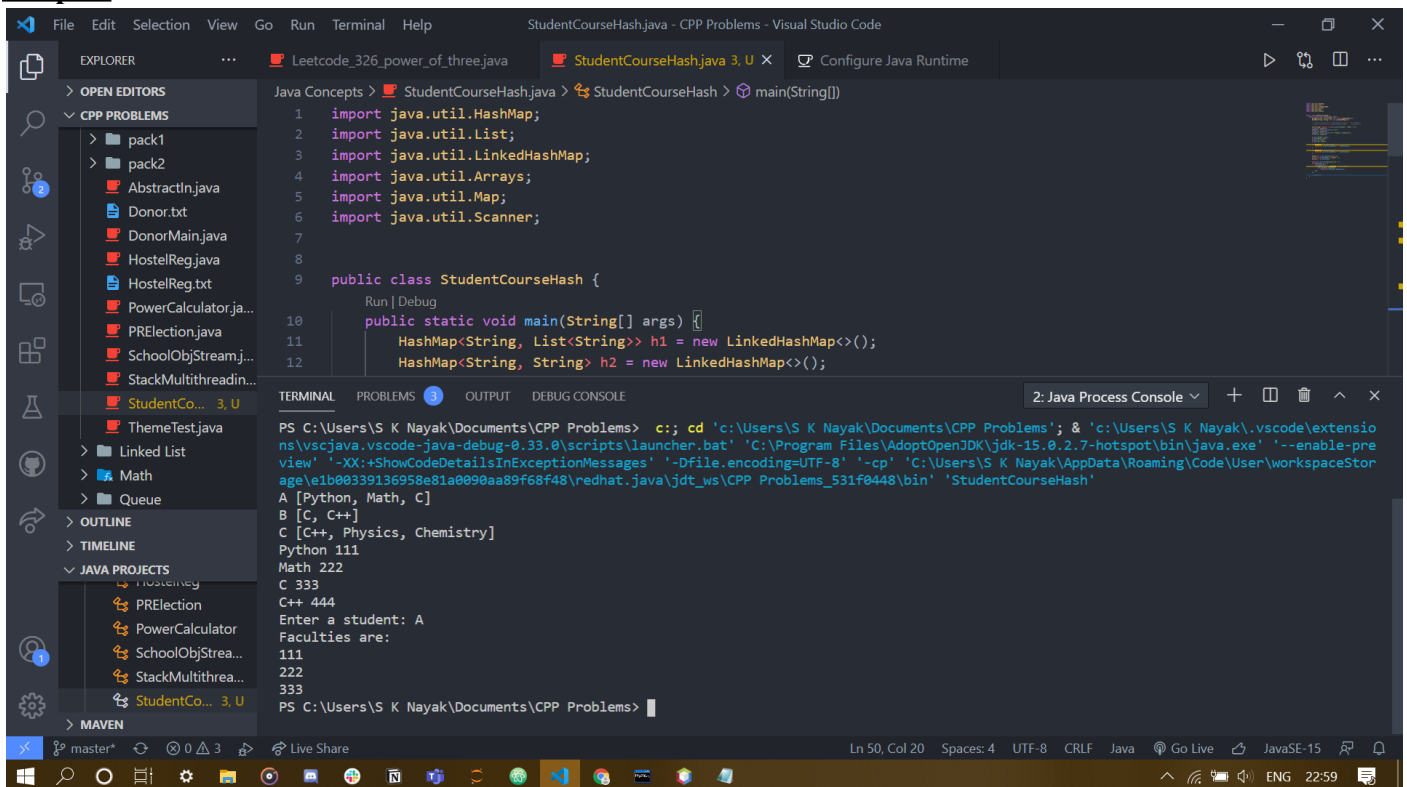 File Edit Selection View Go Run Terminal Help StudentCourseHash.java - CPP Problems - Visual Studio Code
EXPLORER
Leetcode_326_power_of_three.java StudentCourseHash.java 3, U Configure Java Runtime
OPEN EDITORS
CPP PROBLEMS
pack1
pack2
AbstractIn.java
Donor.txt
DonorMain.java
HostelReg.java
HostelReg.txt
PowerCalculator.ja...
PRElection.java
SchoolObjStream.j...
StackMultithreadin...
StudentCo... 3, U
ThemeTest.java
Linked List
Math
Queue
OUTLINE
TIMELINE
JAVA PROJECTS
HostelReg
PRElection
PowerCalculator
SchoolObjStrea...
StackMultithrea...
StudentCo... 3, U
MAVEN
2
1
Java Concepts > StudentCourseHash.java > StudentCourseHash > main(String[])
1 import java.util.HashMap;
2 import java.util.List;
3 import java.util.LinkedHashMap;
4 import java.util.Arrays;
5 import java.util.Map;
6 import java.util.Scanner;
7
8
9 public class StudentCourseHash {
Run | Debug
10 public static void main(String[] args) {
11 HashMap<String, List<String>> h1 = new LinkedHashMap<>();
12 HashMap<String, String> h2 = new LinkedHashMap<>();
TERMINAL PROBLEMS 3 OUTPUT DEBUG CONSOLE 2: Java Process Console
PS C:\Users\S K Nayak\Documents\CPP Problems> c:; cd 'c:\Users\S K Nayak\Documents\CPP Problems'; & 'c:\Users\S K Nayak\.vscode\extensio
ns\vscjava.vscode-java-debug-0.33.0\scripts\launcher.bat' 'C:\Program Files\AdoptOpenJDK\jdk-15.0.2.7-hotspot\bin\java.exe' '--enable-pre
view' '-XX:+ShowCodeDetailsInExceptionMessages' '-Dfile.encoding=UTF-8' '-cp' 'C:\Users\S K Nayak\AppData\Roaming\Code\User\workspaceStor
age\e1b00339136958e81a0090aa89f68f48\redhat.java\jdt_ws\CPP Problems_531f0448\bin' 'StudentCourseHash'
A [Python, Math, C]
B [C, C++]
C [C++, Physics, Chemistry]
Python 111
Math 222
C 333
C++ 444
Enter a student: A
Faculties are:
111
222
333
PS C:\Users\S K Nayak\Documents\CPP Problems>
master* 0 3 Live Share Ln 50, Col 20 Spaces: 4 UTF-8 CRLF Java Go Live JavaSE-15
ENG 22:59